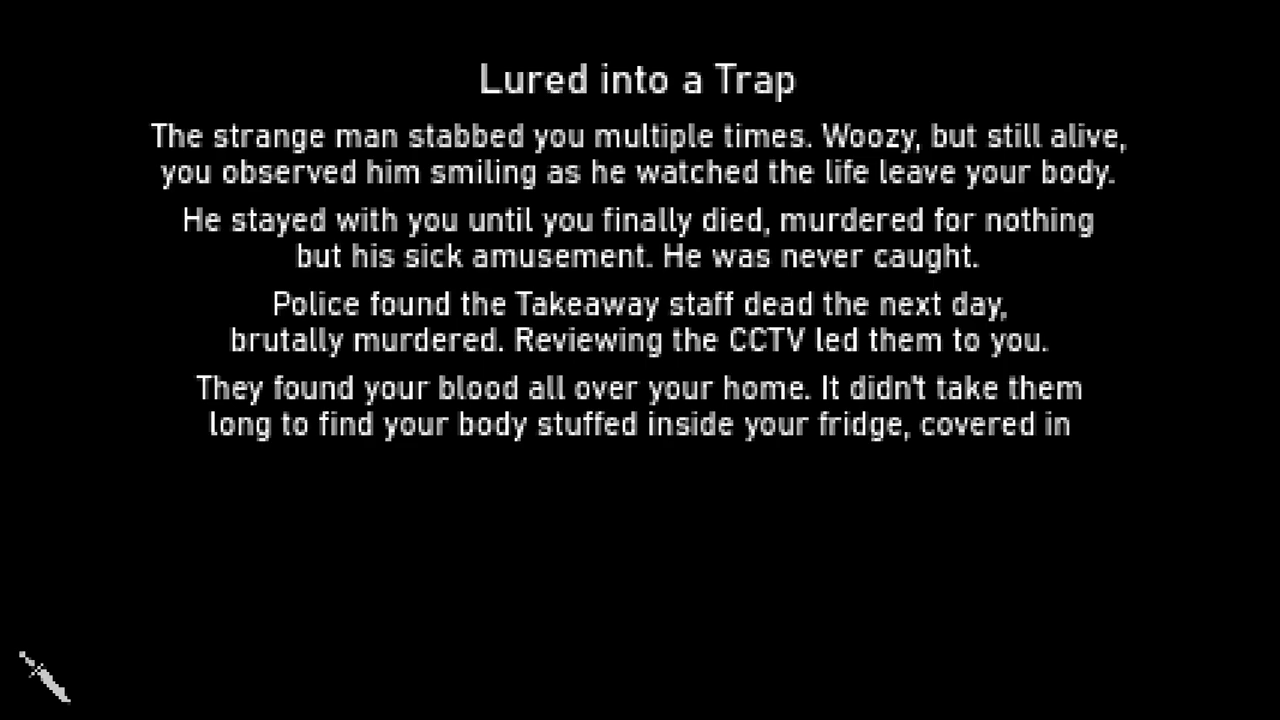 Lured into a Trap
The strange man stabbed you multiple times. Woozy, but still alive,
you observed him smiling as he watched the life leave your body.
He stayed with you until you finally died, murdered for nothing
but his sick amusement. He was never caught.
Police found the Takeaway staff dead the next day,
brutally murdered. Reviewing the CCTV led them to you.
They found your blood all over your home. It didn't take them
long to find your body stuffed inside your fridge, covered in